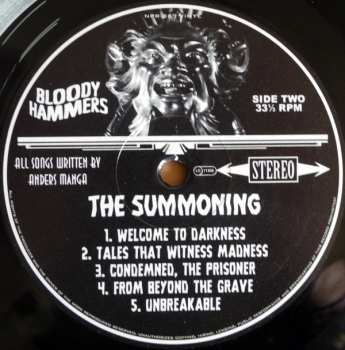 BLOODY
HAMMERS
SIDE TWO
33⅓ RPM
ALL SONGS WRITTEN BY
ANDERS MANGA
STEREO
THE SUMMONING
1. WELCOME TO DARKNESS
2. TALES THAT WITNESS MADNESS
3. CONDEMNED, THE PRISONER
4. FROM BEYOND THE GRAVE
5. UNBREAKABLE